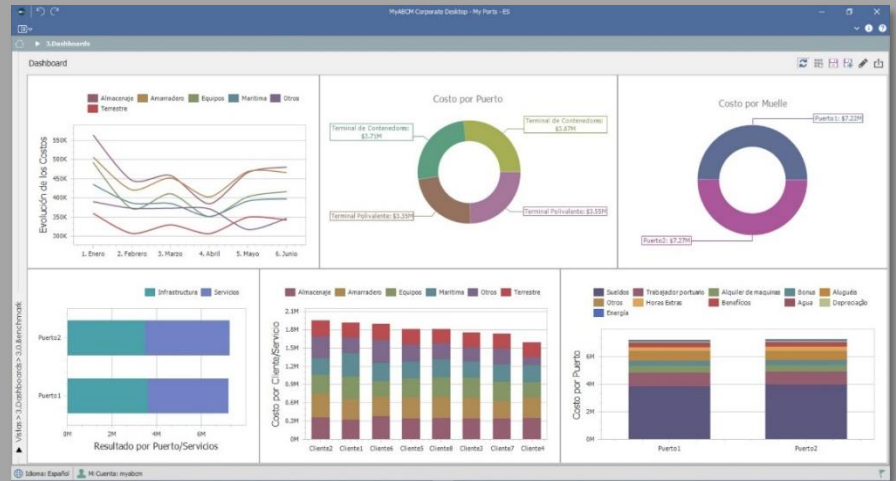 MyABCM Corporate Desktop - My Ports - ES
3.Dashboards
Dashboard
Almacenaje Amarradero Equipos Marítima Otros
Terrestre
Evolución de los Costos
550K
500K
450K
400K
350K
300K
1. Enero 2. Febrero 3. Marzo 4. Abril 5. Mayo 6. Junio
Costo por Puerto
Terminal de Contenedores:
$3.75M
Terminal de Contenedores:
$3.87M
Terminal Polivalente: $3.35M
Terminal Polivalente: $3.55M
Costo por Muelle
Puerto1: $7.22M
Puerto2: $7.27M
Infrastructura Servicios
Puerto2
Puerto1
0M 2M 4M 6M
Resultado por Puerto/Servicios
Almacenaje Amarradero Equipos Marítima Otros Terrestre
Costo por Cliente/Servicio
2.1M
1.8M
1.5M
1.2M
0.9M
0.6M
0.3M
0M
Cliente2 Cliente1 Cliente6 Cliente5 Cliente8 Cliente3 Cliente7 Cliente4
Sueldos Trabajador portuario Alquiler de maquinas Bonus Aluguéis
Otros Horas Extras Benefícios Agua Depreciação
Energía
Costo por Puerto
6M
4M
2M
0M
Puerto1 Puerto2
Vistas > 3.Dashboards > 3.0.Benchmark
Idioma: Español Mi Cuenta: myabcm